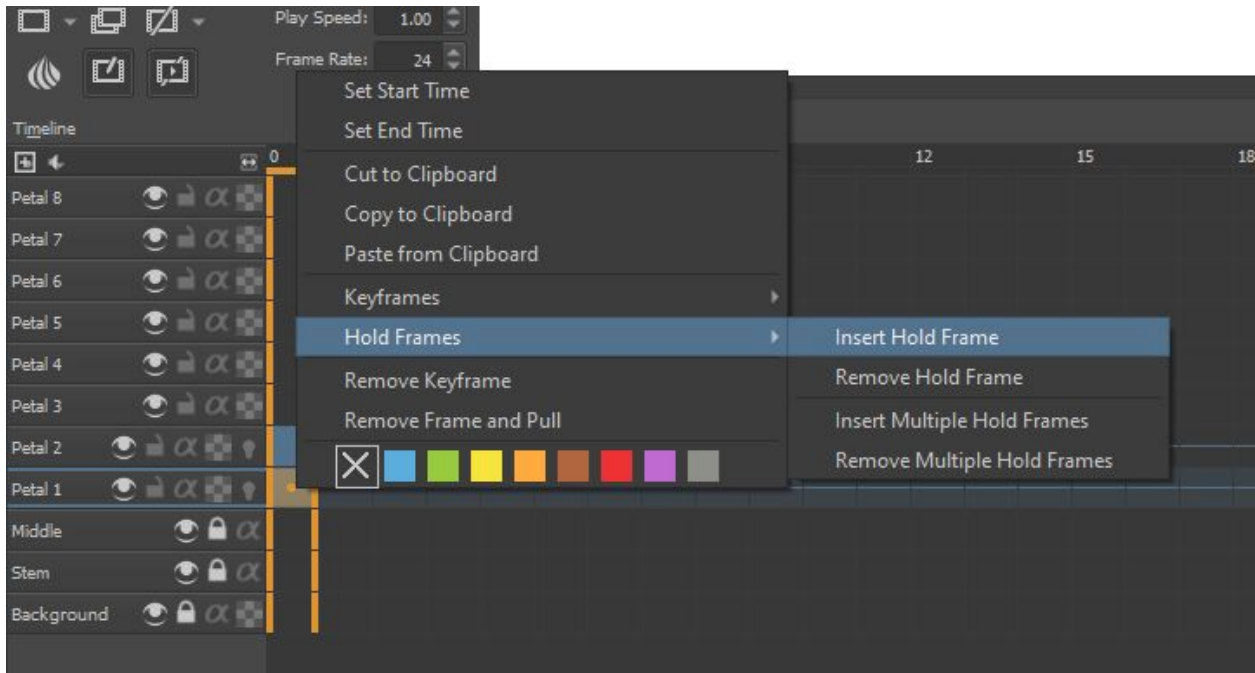 Play Speed: 1.00
Frame Rate: 24
Timeline
0 12 15 18
Petal 8
Petal 7
Petal 6
Petal 5
Petal 4
Petal 3
Petal 2
Petal 1
Middle
Stem
Background
Set Start Time
Set End Time
Cut to Clipboard
Copy to Clipboard
Paste from Clipboard
Keyframes
Hold Frames
Remove Keyframe
Remove Frame and Pull
Insert Hold Frame
Remove Hold Frame
Insert Multiple Hold Frames
Remove Multiple Hold Frames